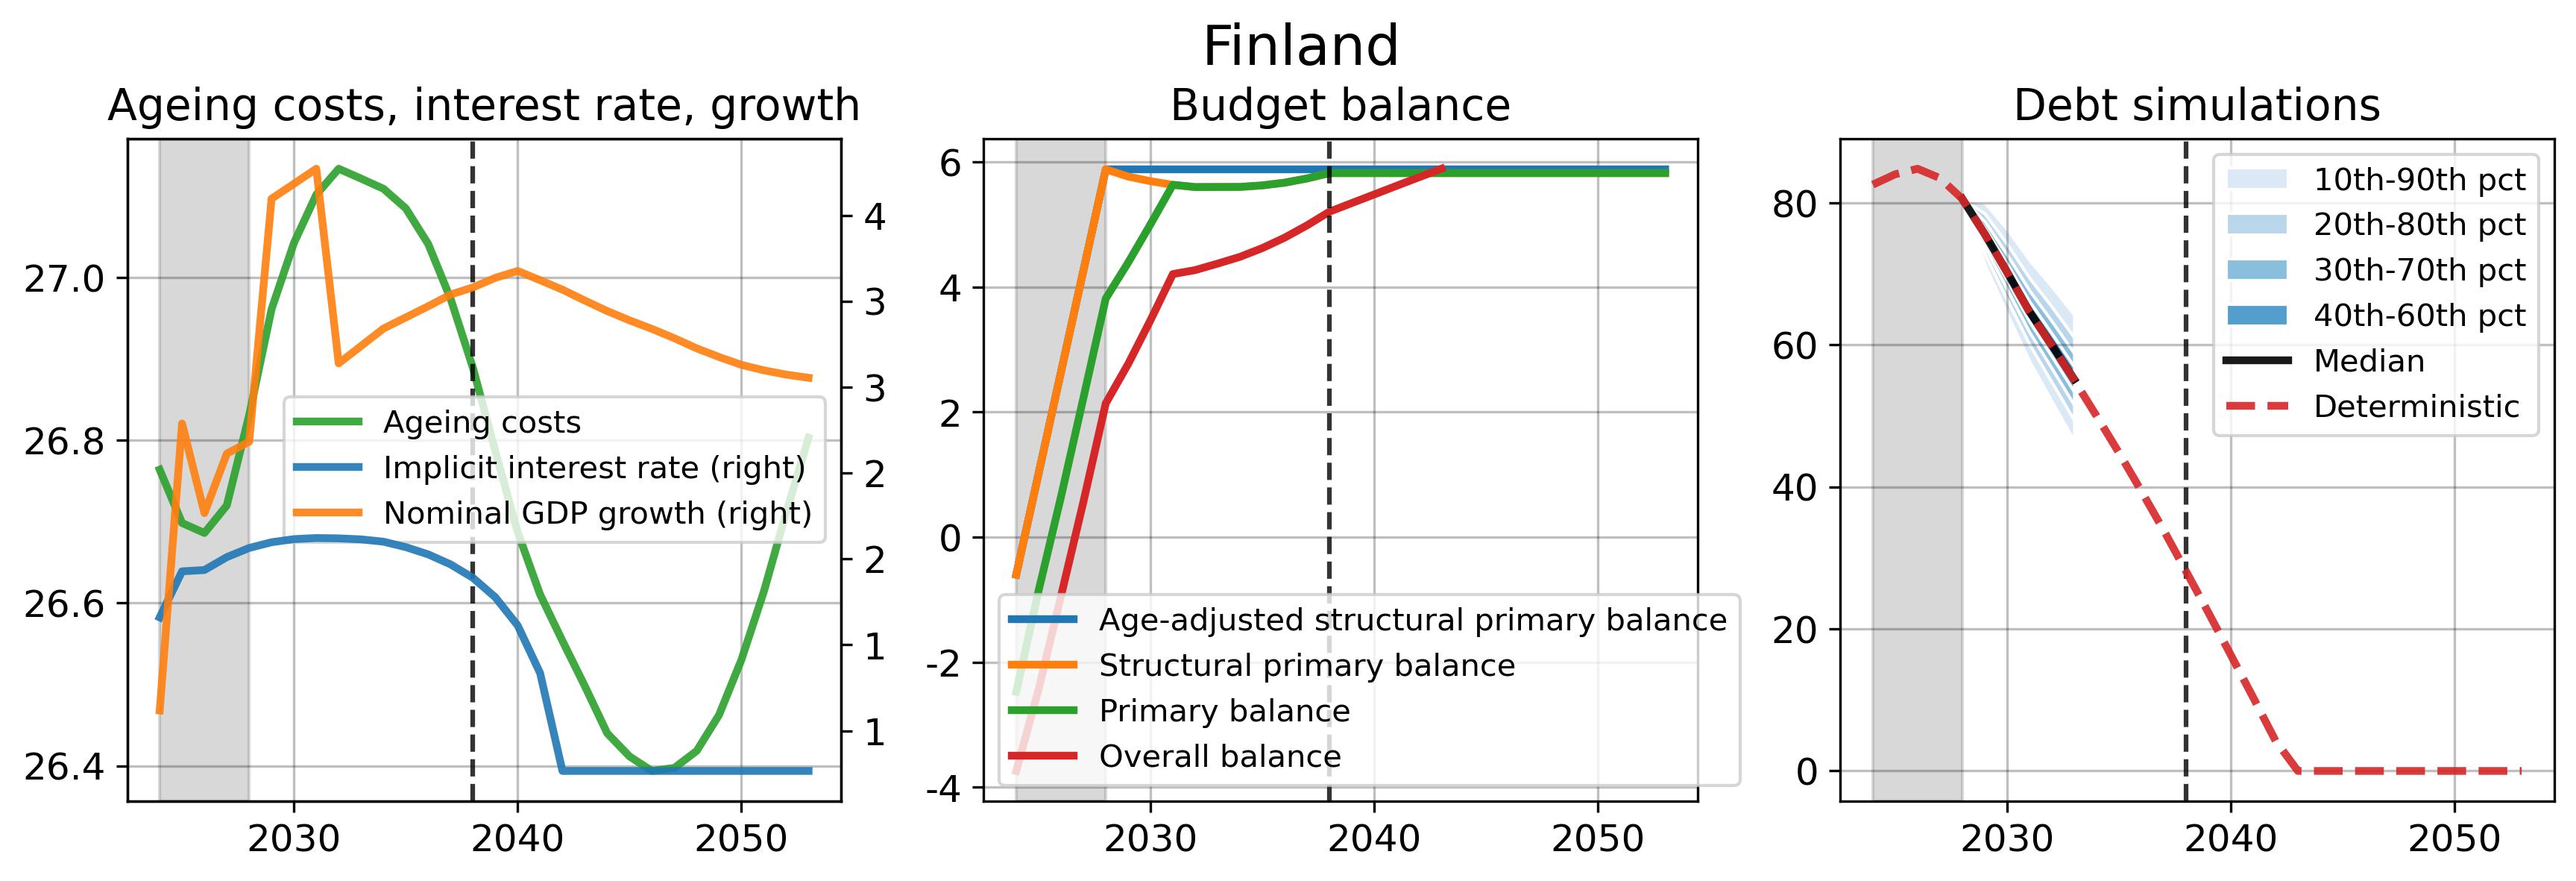 Finland
Ageing costs, interest rate, growth
27.0
26.8
26.6
26.4
4
3
3
2
2
1
1
2030
2040
2050
Ageing costs
Implicit interest rate (right)
Nominal GDP growth (right)
Budget balance
6
4
2
0
-2
-4
2030
2040
2050
Age-adjusted structural primary balance
Structural primary balance
Primary balance
Overall balance
Debt simulations
80
60
40
20
0
2030
2040
2050
10th-90th pct
20th-80th pct
30th-70th pct
40th-60th pct
Median
Deterministic